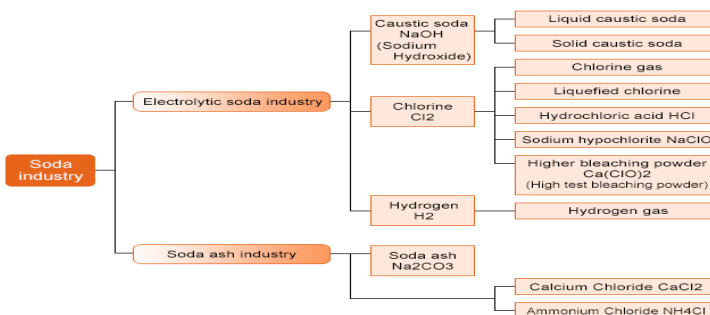 Soda
industry
Electrolytic soda industry
Caustic soda
NaOH
(Sodium
Hydroxide)
Liquid caustic soda
Solid caustic soda
Chlorine
Cl2
Chlorine gas
Liquefied chlorine
Hydrochloric acid HCl
Sodium hypochlorite NaClO
Higher bleaching powder
Ca(ClO)2
(High test bleaching powder)
Hydrogen
H2
Hydrogen gas
Soda ash industry
Soda ash
Na2CO3
Calcium Chloride CaCl2
Ammonium Chloride NH4Cl